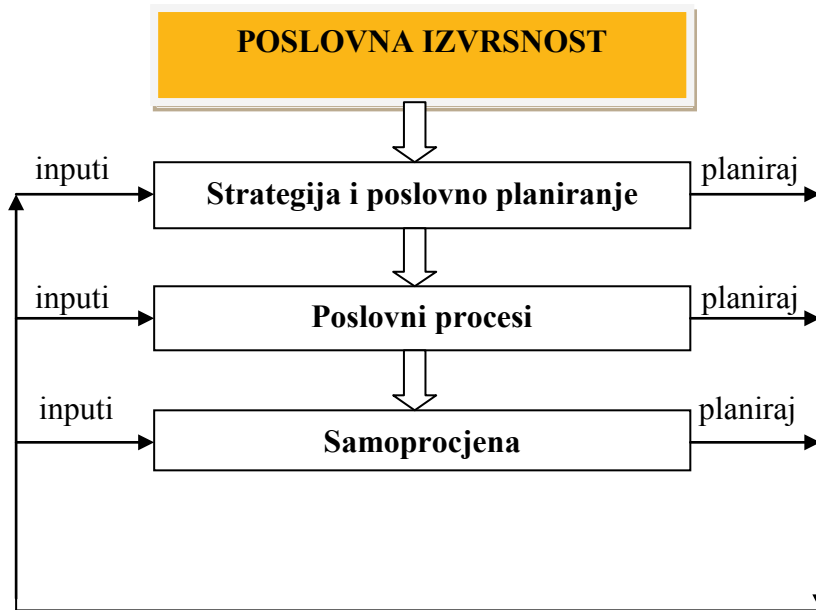 POSLOVNA IZVRSNOST
inputi
Strategija i poslovno planiranje
planiraj
inputi
Poslovni procesi
planiraj
inputi
Samoprocjena
planiraj